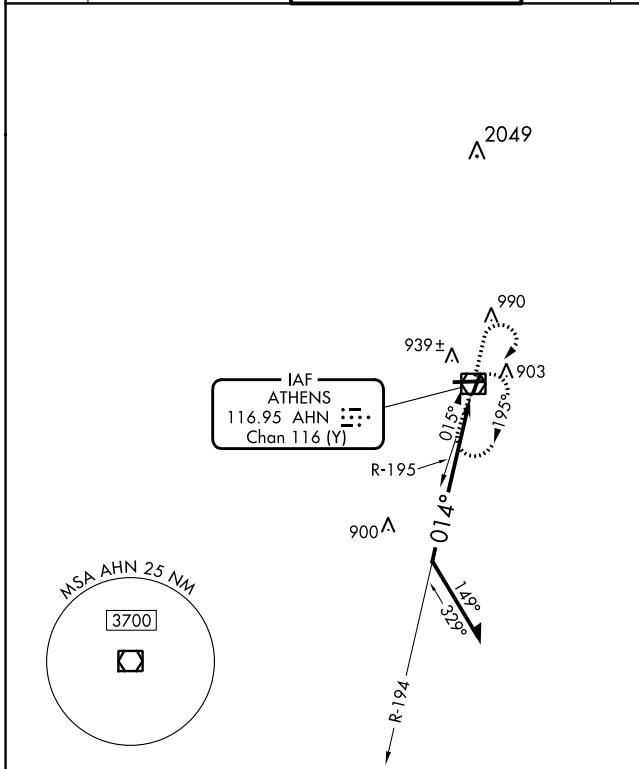 2049
990
939±
903
IAF
ATHENS
116.95 AHN
Chan 116 (Y)
015°
195°
R-195
014°
900
149°
329°
MSA AHN 25 NM
3700
R-194